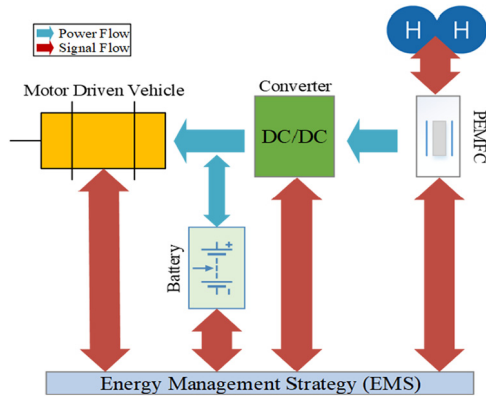 Power Flow
Signal Flow
H H
Motor Driven Vehicle
Converter
DC/DC
PEMFC
Battery
+
-
Energy Management Strategy (EMS)